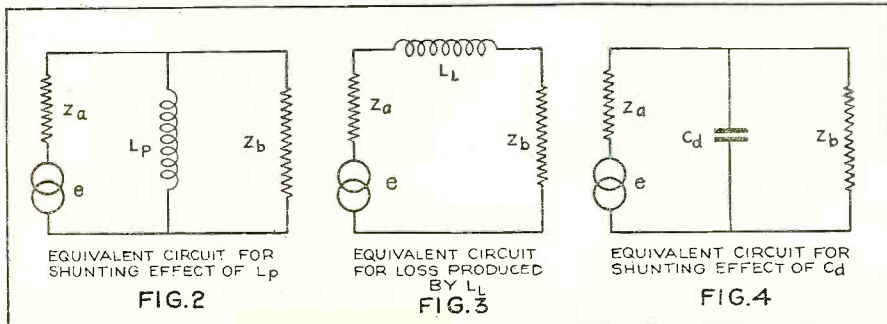 Za
Lp
Zb
e
EQUIVALENT CIRCUIT FOR
SHUNTING EFFECT OF Lp
FIG.2
LL
Za
Zb
e
EQUIVALENT CIRCUIT
FOR LOSS PRODUCED
BY LL
FIG.3
Za
Cd
Zb
e
EQUIVALENT CIRCUIT FOR
SHUNTING EFFECT OF Cd
FIG.4